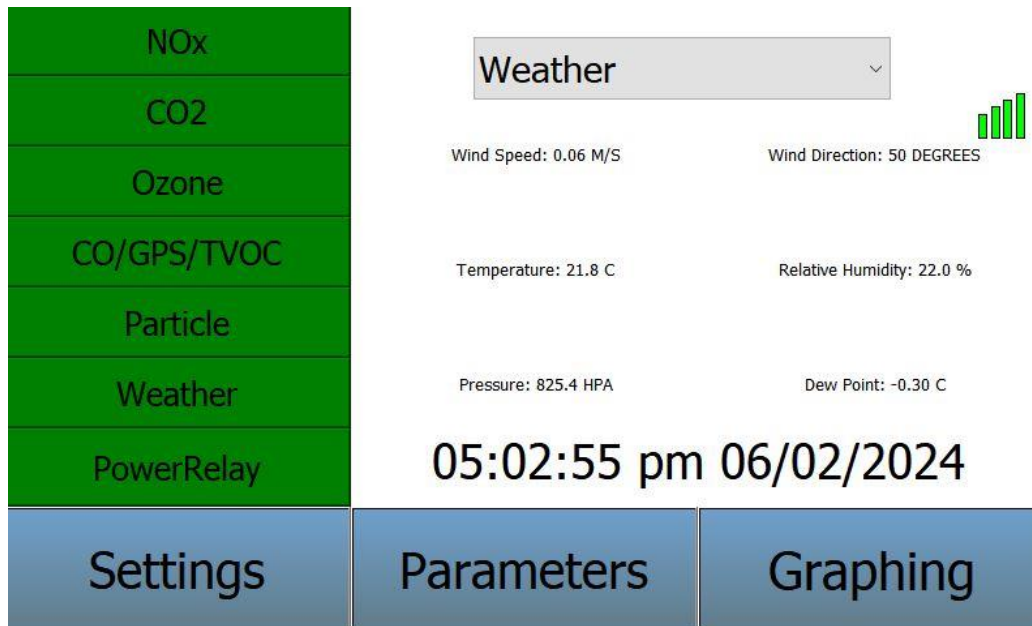 NOx
CO2
Ozone
CO/GPS/TVOC
Particle
Weather
PowerRelay
Weather
Wind Speed: 0.06 M/S
Wind Direction: 50 DEGREES
Temperature: 21.8 C
Relative Humidity: 22.0 %
Pressure: 825.4 HPA
Dew Point: -0.30 C
05:02:55 pm 06/02/2024
Settings
Parameters
Graphing